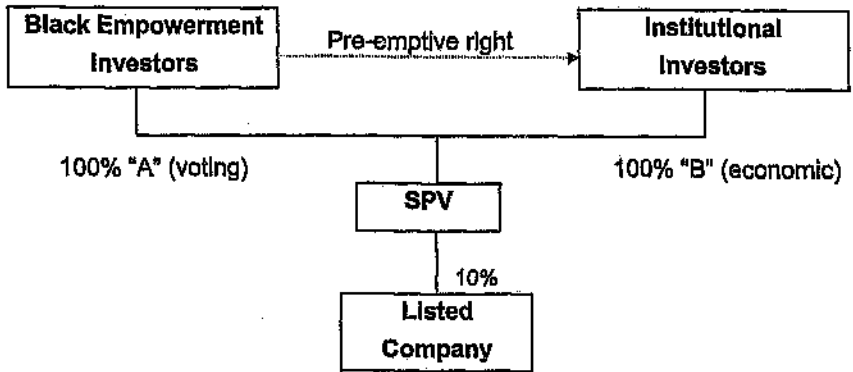 Black Empowerment
Investors
Pre-emptive right
Institutional
Investors
100% "A" (voting)
100% "B" (economic)
SPV
10%
Listed
Company